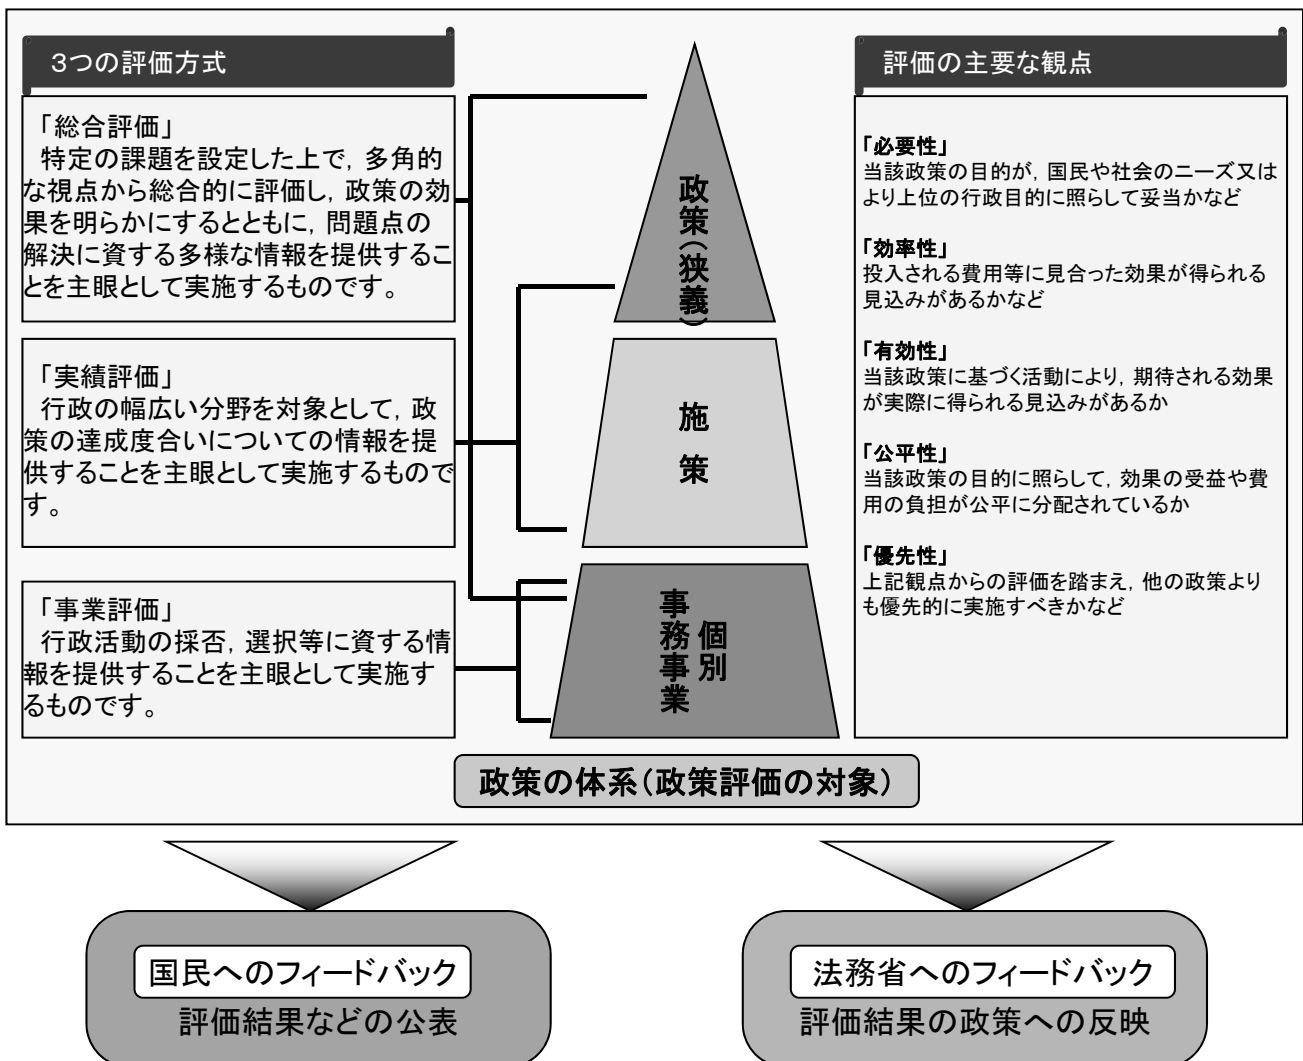 3つの評価方式
「総合評価」
特定の課題を設定した上で，多角的
な視点から総合的に評価し，政策の効
果を明らかにするとともに，問題点の
解決に資する多様な情報を提供するこ
とを主眼として実施するものです。
「実績評価」
行政の幅広い分野を対象として，政
策の達成度合いについての情報を提
供することを主眼として実施するもので
す。
「事業評価」
行政活動の採否，選択等に資する情
報を提供することを主眼として実施す
るものです。
政策（狭義）
施策
個別
事務事業
政策の体系（政策評価の対象）
評価の主要な観点
「必要性」
当該政策の目的が，国民や社会のニーズ又は
より上位の行政目的に照らして妥当かなど
「効率性」
投入される費用等に見合った効果が得られる
見込みがあるかなど
「有効性」
当該政策に基づく活動により，期待される効果
が実際に得られる見込みがあるか
「公平性」
当該政策の目的に照らして，効果の受益や費
用の負担が公平に分配されているか
「優先性」
上記観点からの評価を踏まえ，他の政策より
も優先的に実施すべきかなど
国民へのフィードバック
評価結果などの公表
法務省へのフィードバック
評価結果の政策への反映